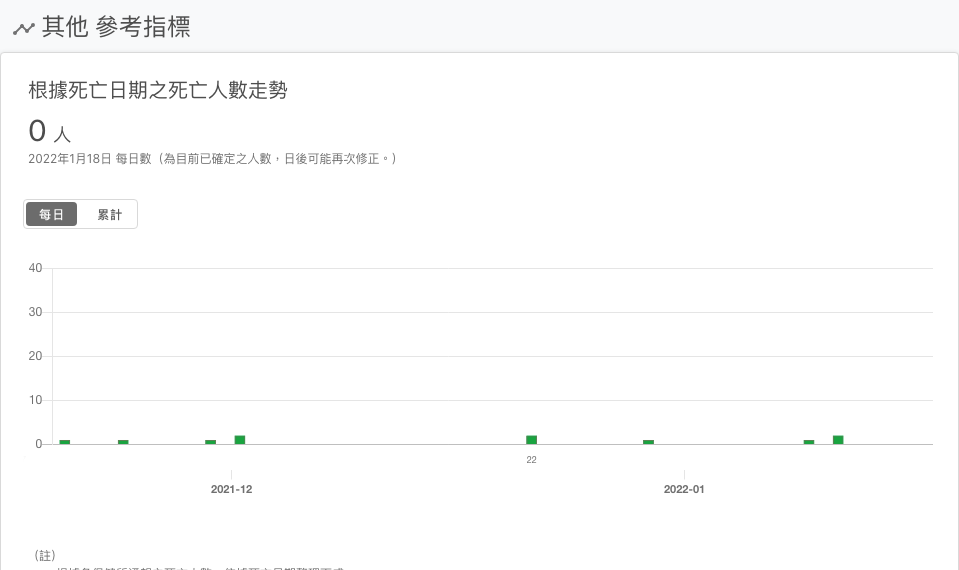 其他 參考指標
根據死亡日期之死亡人數走勢
0 人
2022年1月18日 每日數（為目前已確定之人數，日後可能再次修正。）
每日 累計
40
30
20
10
0
22
2021-12 2022-01
（註）